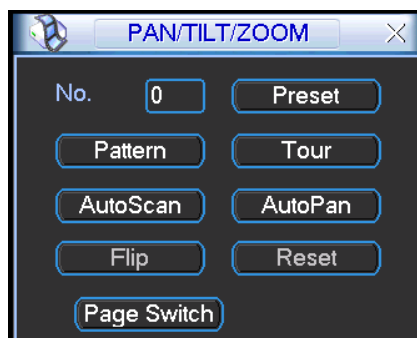 PAN/TILT/ZOOM
No. 0 Preset
Pattern Tour
AutoScan AutoPan
Flip Reset
Page Switch